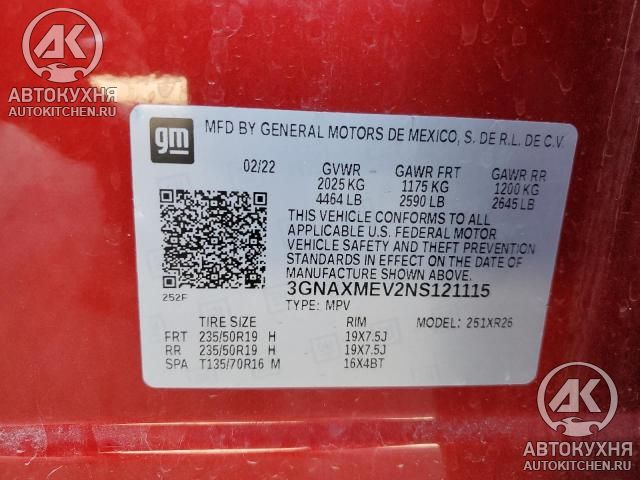 AK
АВТОКУХНЯ
AUTOKITCHEN.RU
gm
MFD BY GENERAL MOTORS DE MEXICO, S. DE R.L. DE C.V.
02/22 GVWR GAWR FRT GAWR RR
2025 KG 1175 KG 1200 KG
4464 LB 2590 LB 2645 LB
THIS VEHICLE CONFORMS TO ALL
APPLICABLE U.S. FEDERAL MOTOR
VEHICLE SAFETY AND THEFT PREVENTION
STANDARDS IN EFFECT ON THE DATE OF
MANUFACTURE SHOWN ABOVE.
252F
3GNAXMEV2NS121115
TYPE: MPV MODEL: 251XR26
TIRE SIZE RIM
FRT 235/50R19 H 19X7.5J
RR 235/50R19 H 19X7.5J
SPA T135/70R16 M 16X4BT
AK
АВТОКУХНЯ
AUTOKITCHEN.RU